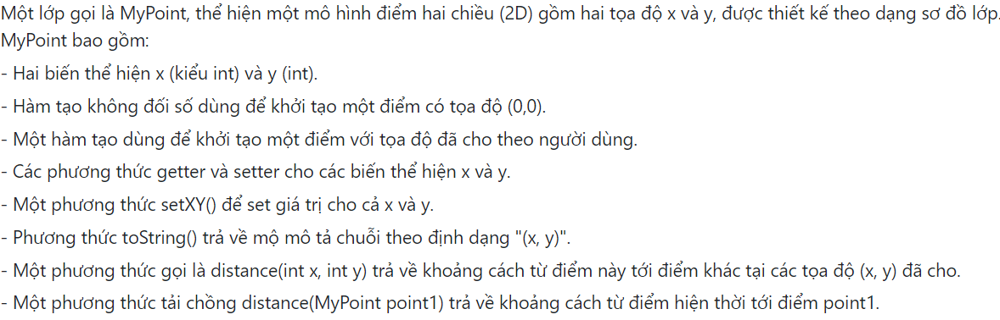 Một lớp gọi là MyPoint, thể hiện một mô hình điểm hai chiều (2D) gồm hai tọa độ x và y, được thiết kế theo dạng sơ đồ lớp.
MyPoint bao gồm:
- Hai biến thể hiện x (kiểu int) và y (int).
- Hàm tạo không đối số dùng để khởi tạo một điểm có tọa độ (0,0).
- Một hàm tạo dùng để khởi tạo một điểm với tọa độ đã cho theo người dùng.
- Các phương thức getter và setter cho các biến thể hiện x và y.
- Một phương thức setXY() để set giá trị cho cả x và y.
- Phương thức toString() trả về mộ mô tả chuỗi theo định dạng "(x, y)".
- Một phương thức gọi là distance(int x, int y) trả về khoảng cách từ điểm này tới điểm khác tại các tọa độ (x, y) đã cho.
- Một phương thức tải chồng distance(MyPoint point1) trả về khoảng cách từ điểm hiện thời tới điểm point1.